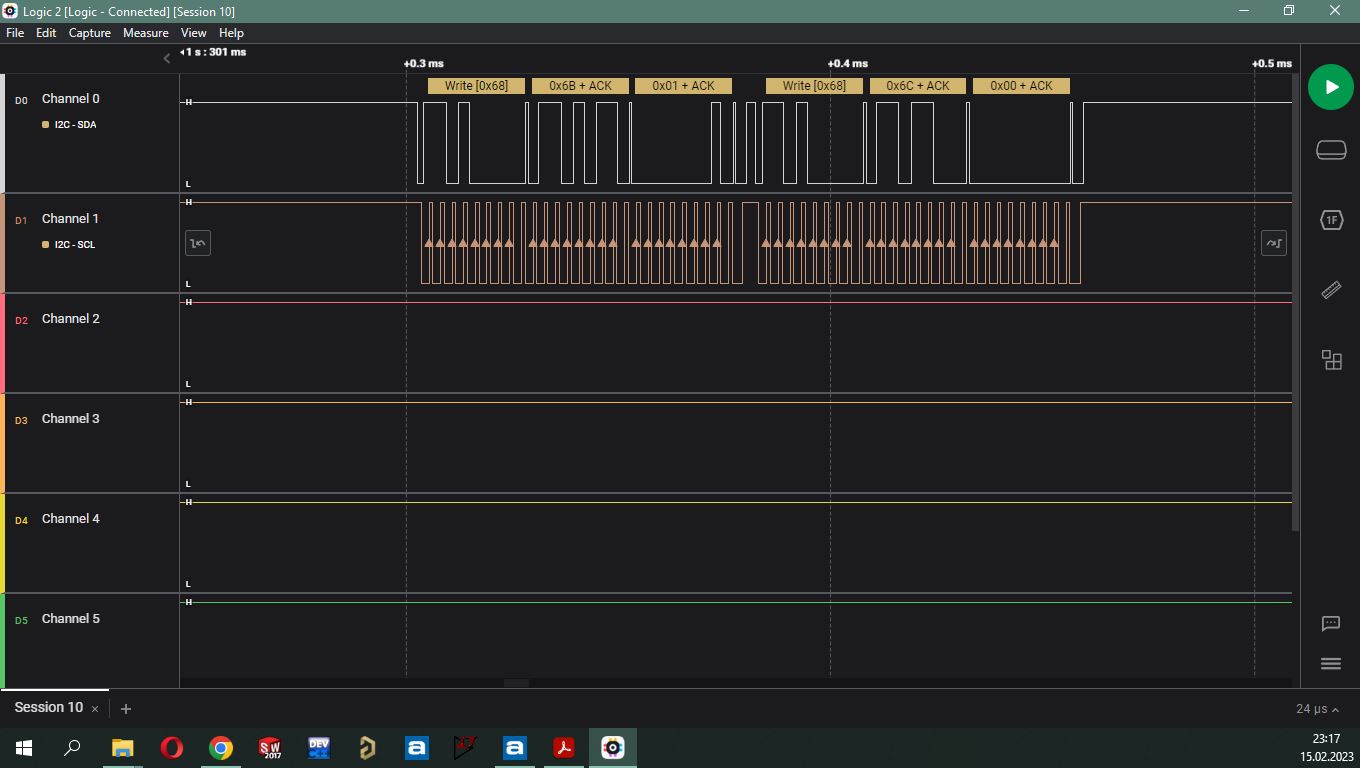 Logic 2 [Logic - Connected] [Session 10]
File Edit Capture Measure View Help
1 s : 301 ms
+0.3 ms +0.4 ms +0.5 ms
Write [0x68] 0x6B + ACK 0x01 + ACK Write [0x68] 0x6C + ACK 0x00 + ACK
D0 Channel 0 H
I2C - SDA
L
H
D1 Channel 1
I2C - SCL
1F
L
H
D2 Channel 2
L
H
D3 Channel 3
L
H
D4 Channel 4
L
H
D5 Channel 5
Session 10 × +
24 µs
SW DEV a a
2017 C++
23:17
15.02.2023